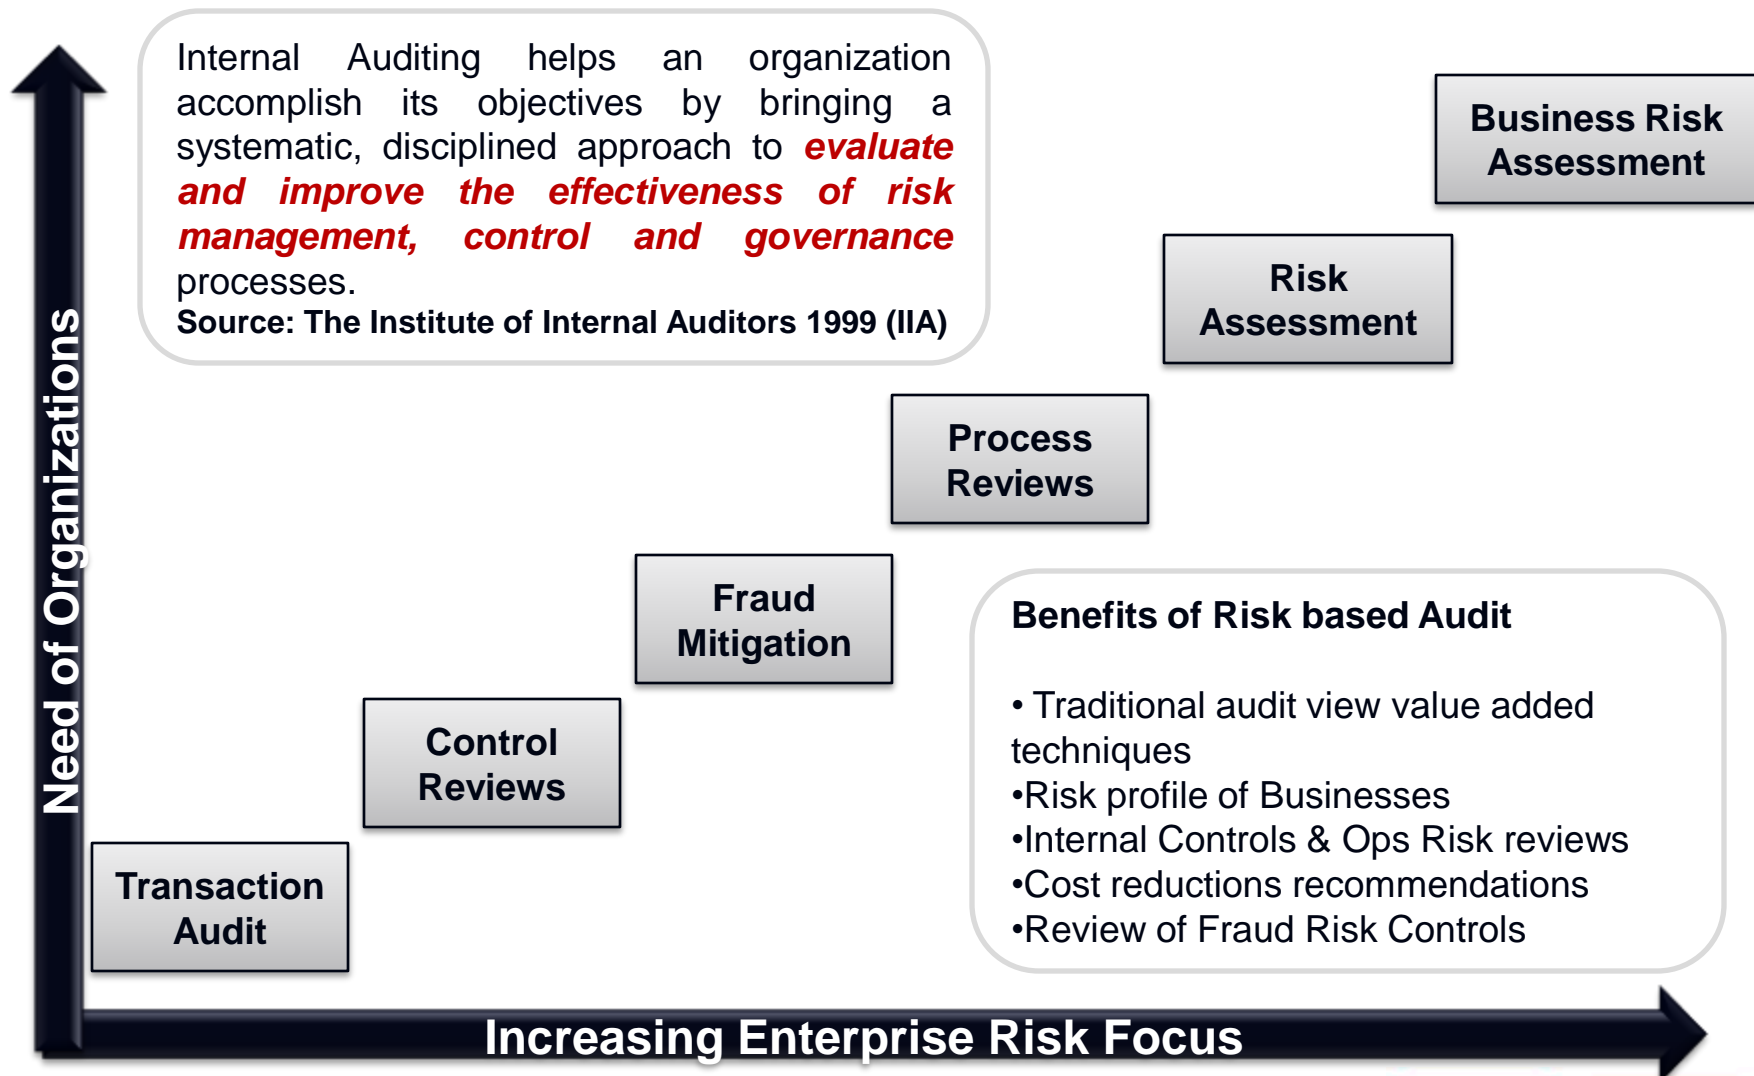 Internal Auditing helps an organization
accomplish its objectives by bringing a
systematic, disciplined approach to evaluate
and improve the effectiveness of risk
management, control and governance
processes.
Source: The Institute of Internal Auditors 1999 (IIA)
Business Risk
Assessment
Risk
Assessment
Process
Reviews
Fraud
Mitigation
Control
Reviews
Transaction
Audit
Benefits of Risk based Audit
• Traditional audit view value added
techniques
•Risk profile of Businesses
•Internal Controls & Ops Risk reviews
•Cost reductions recommendations
•Review of Fraud Risk Controls
Need of Organizations
Increasing Enterprise Risk Focus